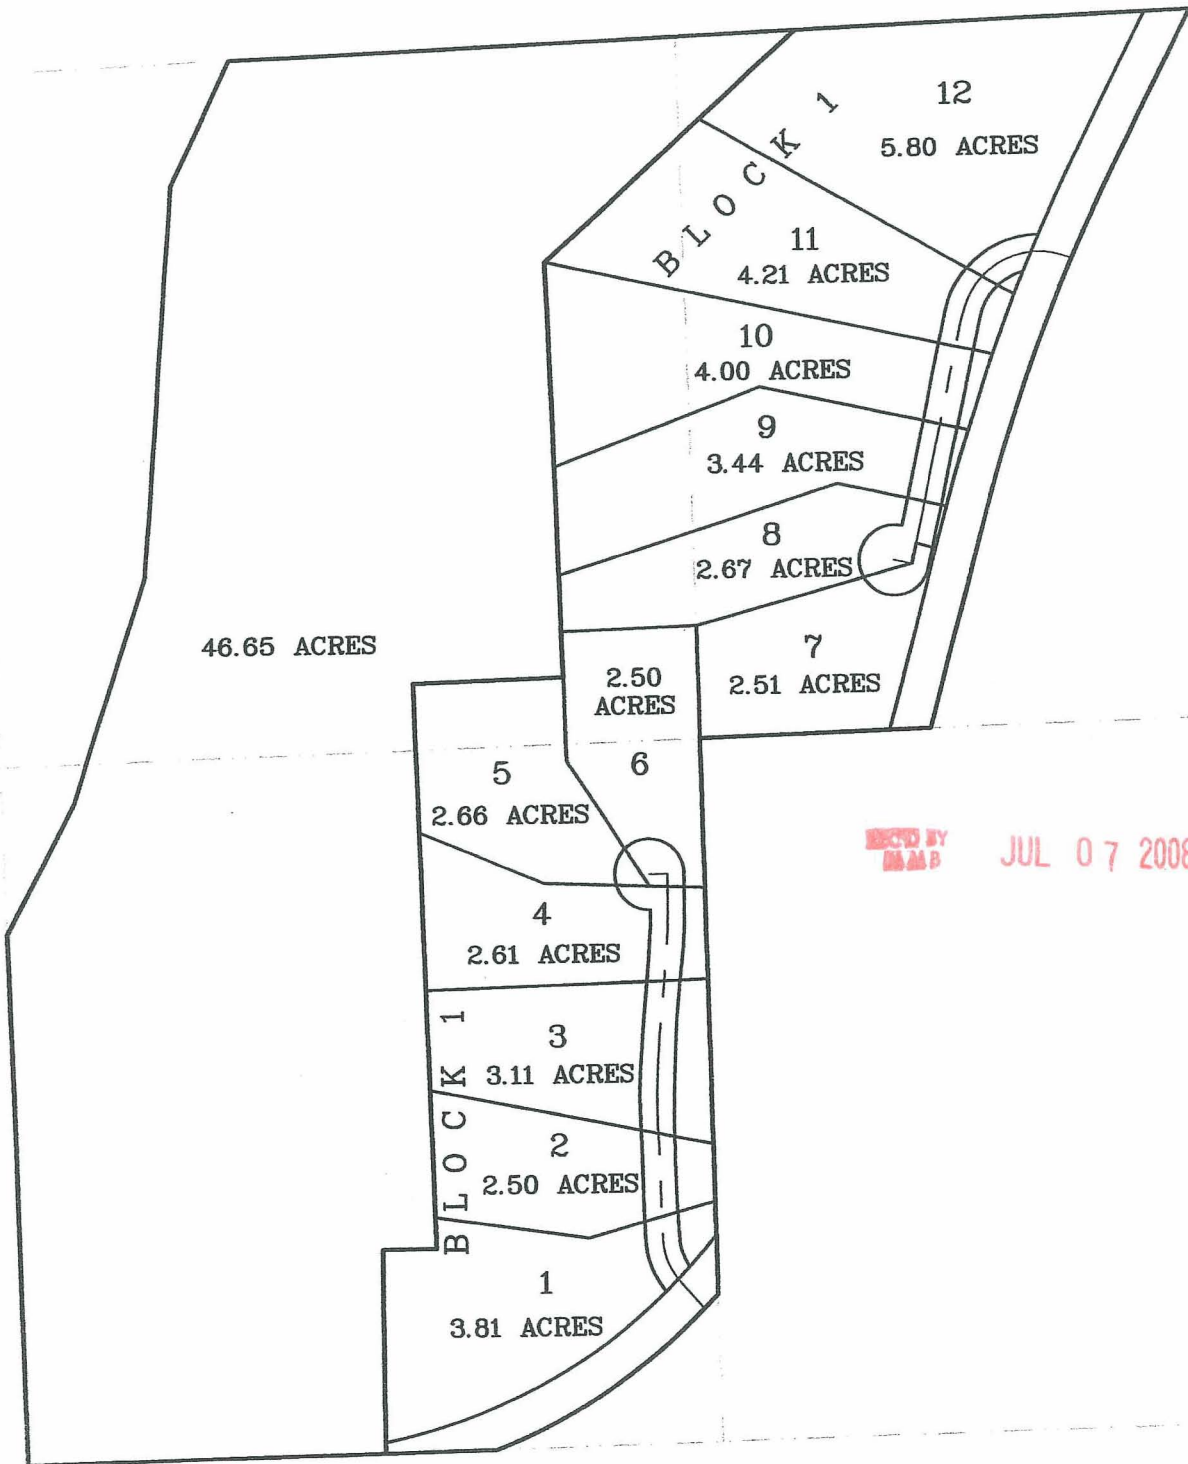 12
5.80 ACRES
BLOCK 1
11
4.21 ACRES
10
4.00 ACRES
9
3.44 ACRES
8
2.67 ACRES
46.65 ACRES
7
2.51 ACRES
2.50
ACRES
6
5
2.66 ACRES
JUL 07 2008
4
2.61 ACRES
BLOCK 1
3
3.11 ACRES
2
2.50 ACRES
1
3.81 ACRES